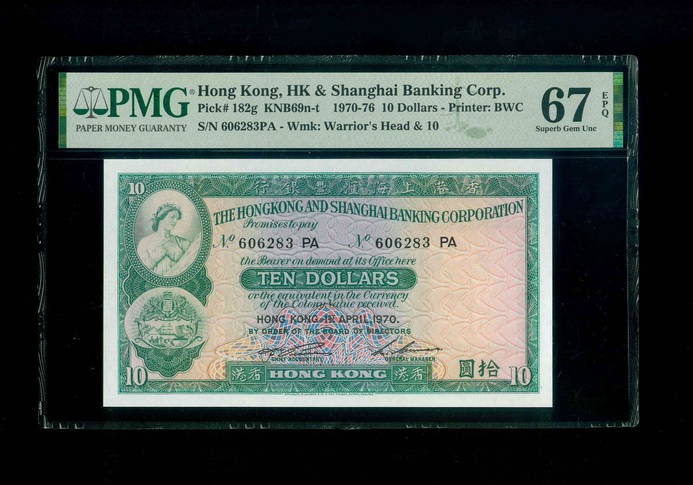 PMG
PAPER MONEY GUARANTY
Hong Kong, HK & Shanghai Banking Corp.
Pick# 182g KNB69n-t 1970-76 10 Dollars - Printer: BWC
S/N 606283PA - Wmk: Warrior's Head & 10
67 EPQ
Superb Gem Unc
10
行銀豐滙海上港香
THE HONGKONG AND SHANGHAI BANKING CORPORATION
Promises to pay
No 606283 PA No 606283 PA
the Bearer on demand at its Office here
TEN DOLLARS
or the equivalent in the Currency
of the Colony, Value received.
HONG KONG 1ST APRIL 1970.
BY ORDER OF THE BOARD OF DIRECTORS
CHIEF ACCOUNTANT GENERAL MANAGER
10 港香 HONG KONG 港香 圓拾 10